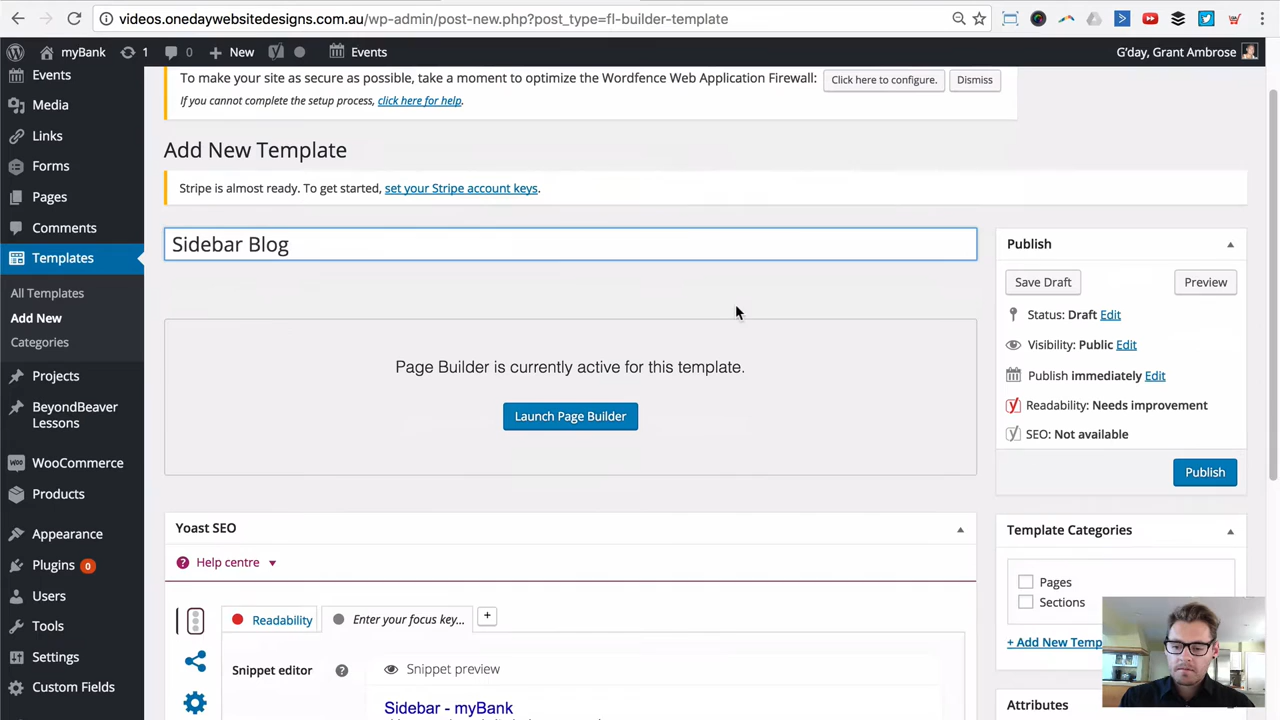 videos.onedaywebsitedesigns.com.au/wp-admin/post-new.php?post_type=fl-builder-template
myBank 1 0 New Events G'day, Grant Ambrose
Events
Media
Links
Forms
Pages
Comments
Templates
All Templates
Add New
Categories
Projects
BeyondBeaver
Lessons
WooCommerce
Products
Appearance
Plugins 0
Users
Tools
Settings
Custom Fields
To make your site as secure as possible, take a moment to optimize the Wordfence Web Application Firewall: Click here to configure. Dismiss
If you cannot complete the setup process, click here for help.
Add New Template
Stripe is almost ready. To get started, set your Stripe account keys.
Sidebar Blog
Page Builder is currently active for this template.
Launch Page Builder
Yoast SEO
Help centre
Readability Enter your focus key... +
Snippet editor ? Snippet preview
Sidebar - myBank
Publish
Save Draft Preview
Status: Draft Edit
Visibility: Public Edit
Publish immediately Edit
Readability: Needs improvement
SEO: Not available
Publish
Template Categories
Pages
Sections
+ Add New Temp
Attributes